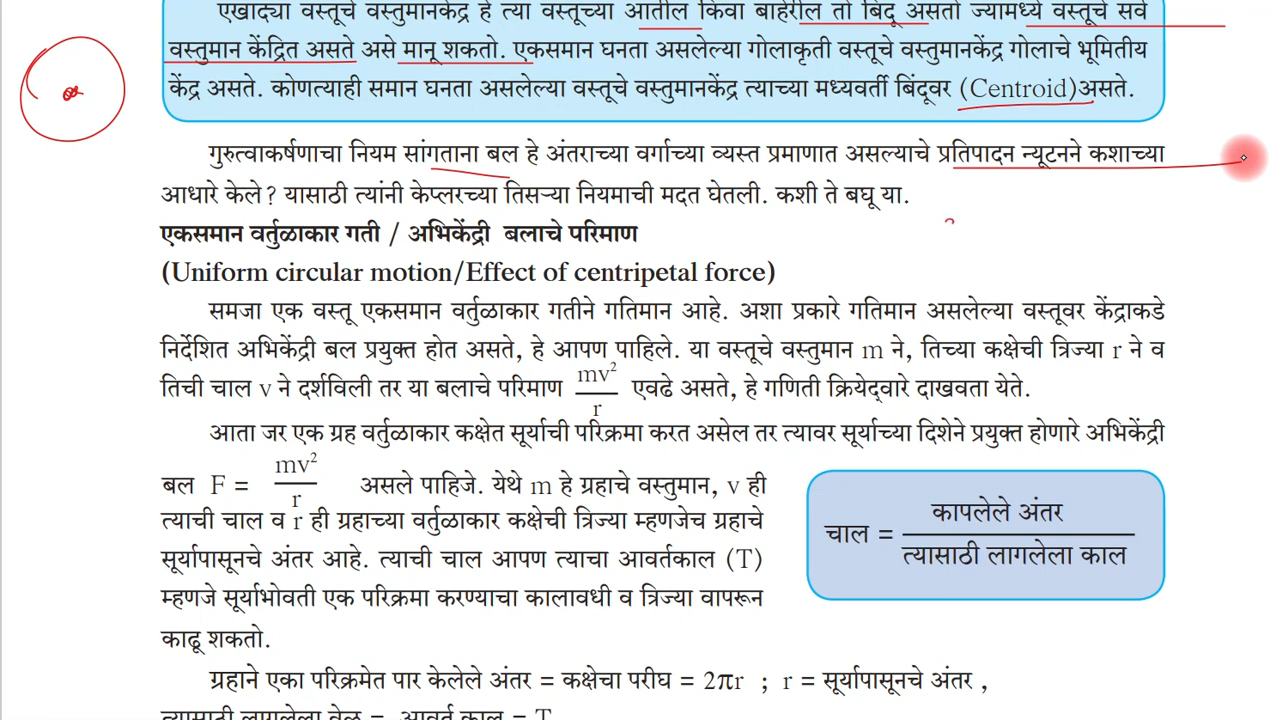 एखाद्या वस्तूचे वस्तुमानकेंद्र हे त्या वस्तूच्या आतील किंवा बाहेरील तो बिंदू असतो ज्यामध्ये वस्तूचे सर्व
वस्तुमान केंद्रित असते असे मानू शकतो. एकसमान घनता असलेल्या गोलाकृती वस्तूचे वस्तुमानकेंद्र गोलाचे भूमितीय
केंद्र असते. कोणत्याही समान घनता असलेल्या वस्तूचे वस्तुमानकेंद्र त्याच्या मध्यवर्ती बिंदूवर (Centroid)असते.
गुरुत्वाकर्षणाचा नियम सांगताना बल हे अंतराच्या वर्गाच्या व्यस्त प्रमाणात असल्याचे प्रतिपादन न्यूटनने कशाच्या
आधारे केले? यासाठी त्यांनी केप्लरच्या तिसऱ्या नियमाची मदत घेतली. कशी ते बघू या.
एकसमान वर्तुळाकार गती / अभिकेंद्री बलाचे परिमाण
(Uniform circular motion/Effect of centripetal force)
समजा एक वस्तू एकसमान वर्तुळाकार गतीने गतिमान आहे. अशा प्रकारे गतिमान असलेल्या वस्तूवर केंद्राकडे
निर्देशित अभिकेंद्री बल प्रयुक्त होत असते, हे आपण पाहिले. या वस्तूचे वस्तुमान m ने, तिच्या कक्षेची त्रिज्या r ने व
तिची चाल v ने दर्शविली तर या बलाचे परिमाण mv²/r एवढे असते, हे गणिती क्रियेद्‌वारे दाखवता येते.
आता जर एक ग्रह वर्तुळाकार कक्षेत सूर्याची परिक्रमा करत असेल तर त्यावर सूर्याच्या दिशेने प्रयुक्त होणारे अभिकेंद्री
बल F = mv²/r असले पाहिजे. येथे m हे ग्रहाचे वस्तुमान, v ही
त्याची चाल व r ही ग्रहाच्या वर्तुळाकार कक्षेची त्रिज्या म्हणजेच ग्रहाचे
सूर्यापासूनचे अंतर आहे. त्याची चाल आपण त्याचा आवर्तकाल (T)
म्हणजे सूर्याभोवती एक परिक्रमा करण्याचा कालावधी व त्रिज्या वापरून
काढू शकतो.
चाल = कापलेले अंतर / त्यासाठी लागलेला काल
ग्रहाने एका परिक्रमेत पार केलेले अंतर = कक्षेचा परीघ = 2πr ; r = सूर्यापासूनचे अंतर ,
त्यासाठी लागलेला वेळ = आवर्त काल = T